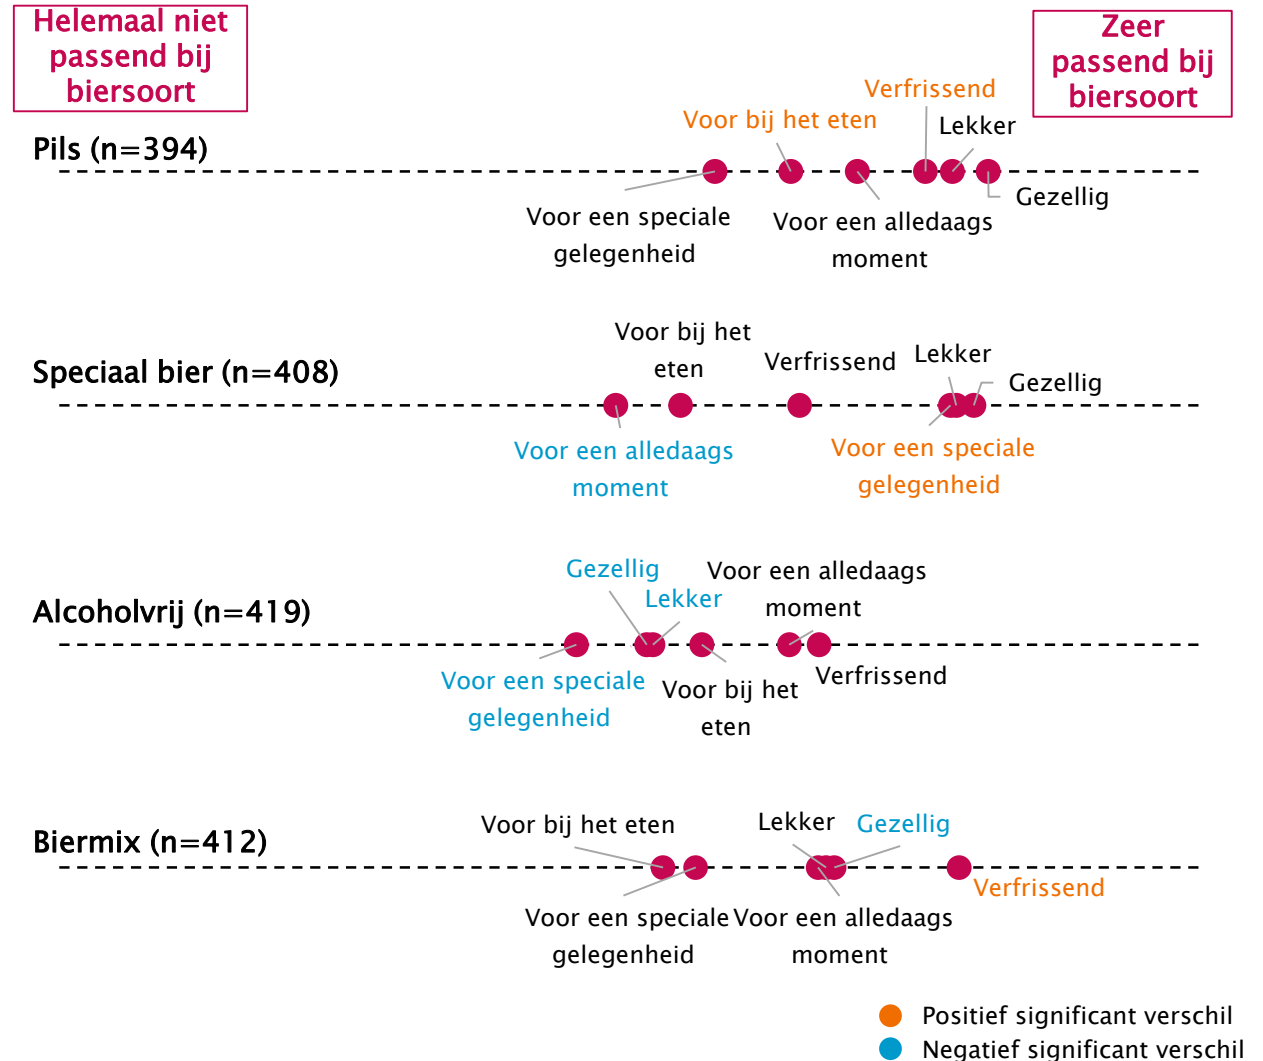 Helemaal niet
passend bij
biersoort
Zeer
passend bij
biersoort
Pils (n=394)
Voor bij het eten
Verfrissend
Lekker
Gezellig
Voor een speciale
gelegenheid
Voor een alledaags
moment
Speciaal bier (n=408)
Voor bij het
eten
Verfrissend
Lekker
Gezellig
Voor een alledaags
moment
Voor een speciale
gelegenheid
Alcoholvrij (n=419)
Gezellig
Lekker
Voor een alledaags
moment
Voor een speciale
gelegenheid
Voor bij het
eten
Verfrissend
Biermix (n=412)
Voor bij het eten
Lekker
Gezellig
Verfrissend
Voor een speciale
gelegenheid
Voor een alledaags
moment
Positief significant verschil
Negatief significant verschil